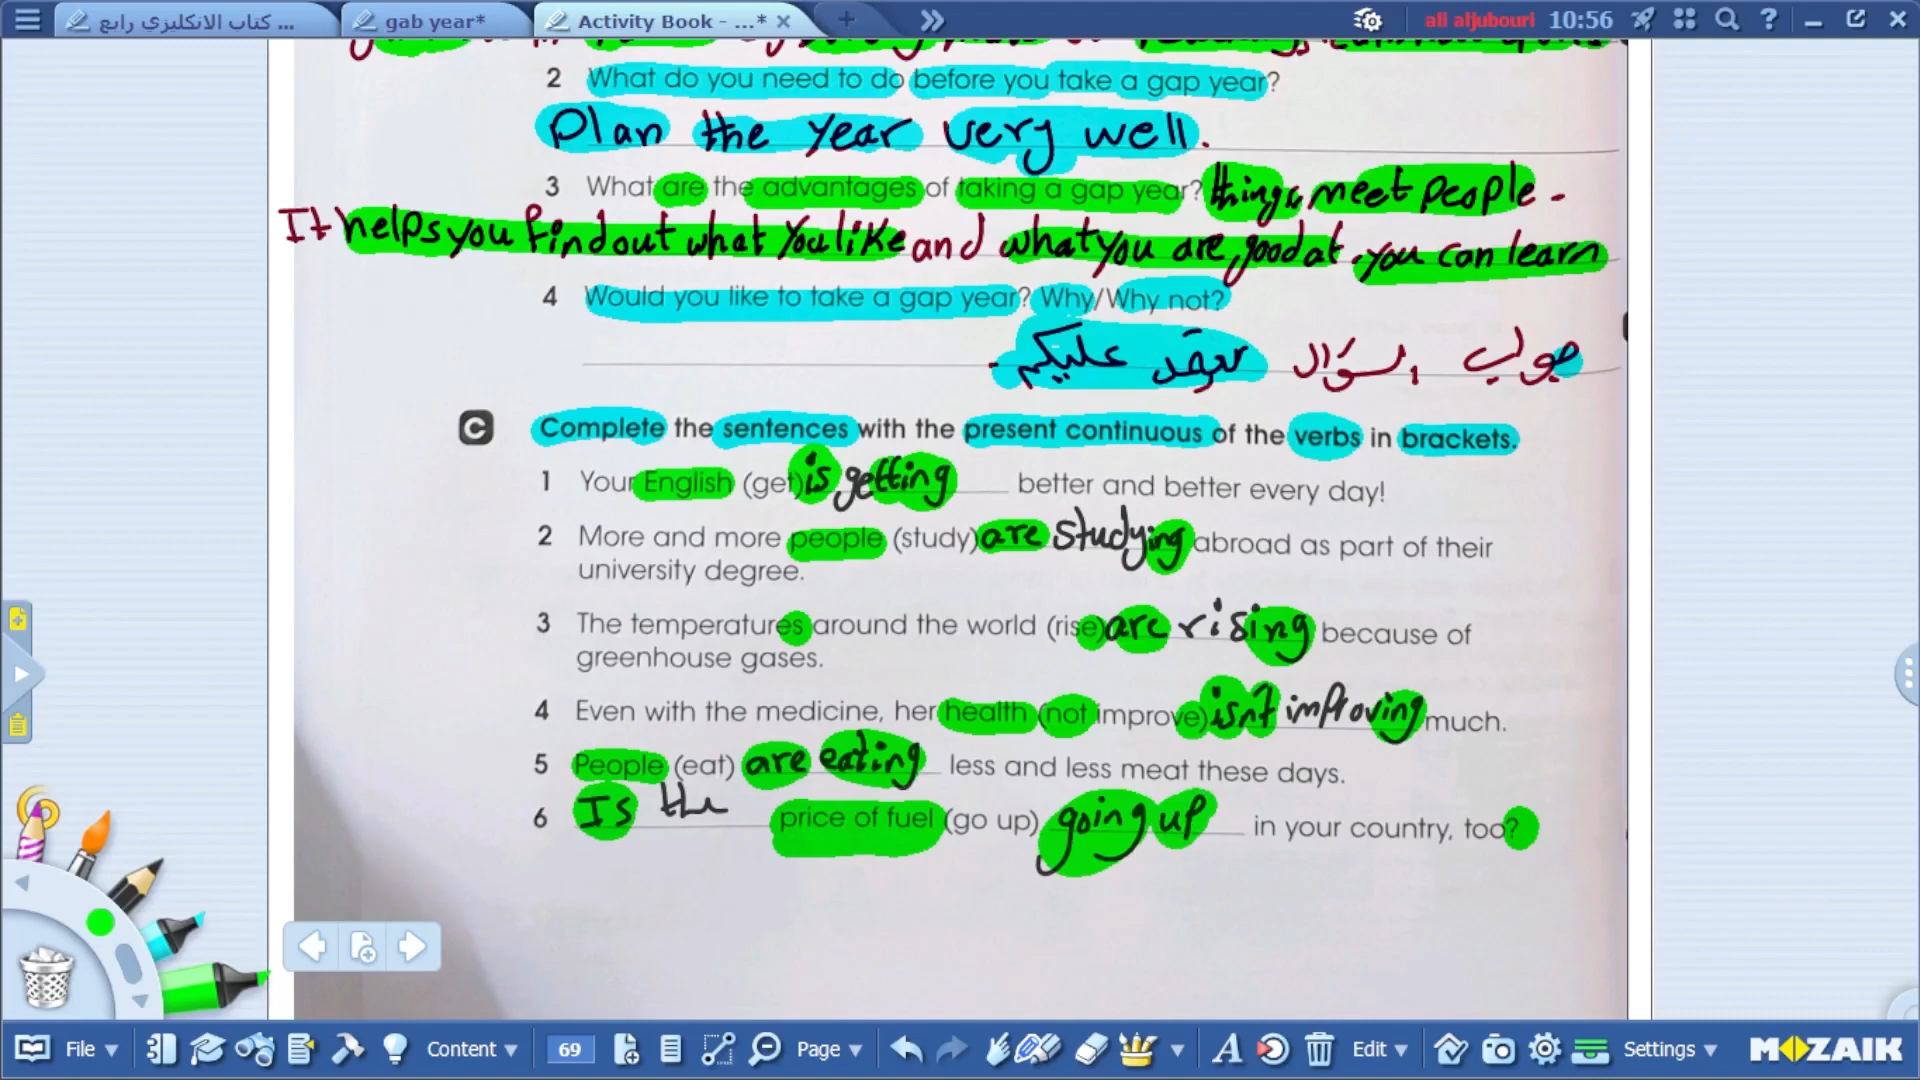 كتاب الانكليزي رابع ...
gab year*
Activity Book - ...*
all aljubouri 10:56
2 What do you need to do before you take a gap year?
Plan the year very well.
3 What are the advantages of taking a gap year? things, meet people.
It helps you find out what you like and what you are good at. you can learn
4 Would you like to take a gap year? Why/Why not?
جواب السؤال يعتمد عليكم .
C Complete the sentences with the present continuous of the verbs in brackets.
1 Your English (get) is getting better and better every day!
2 More and more people (study) are studying abroad as part of their
university degree.
3 The temperatures around the world (rise) are rising because of
greenhouse gases.
4 Even with the medicine, her health (not improve) isnt improving much.
5 People (eat) are eating less and less meat these days.
6 Is the price of fuel (go up) going up in your country, too?
File Content 69 Page Edit Settings MOZAIK